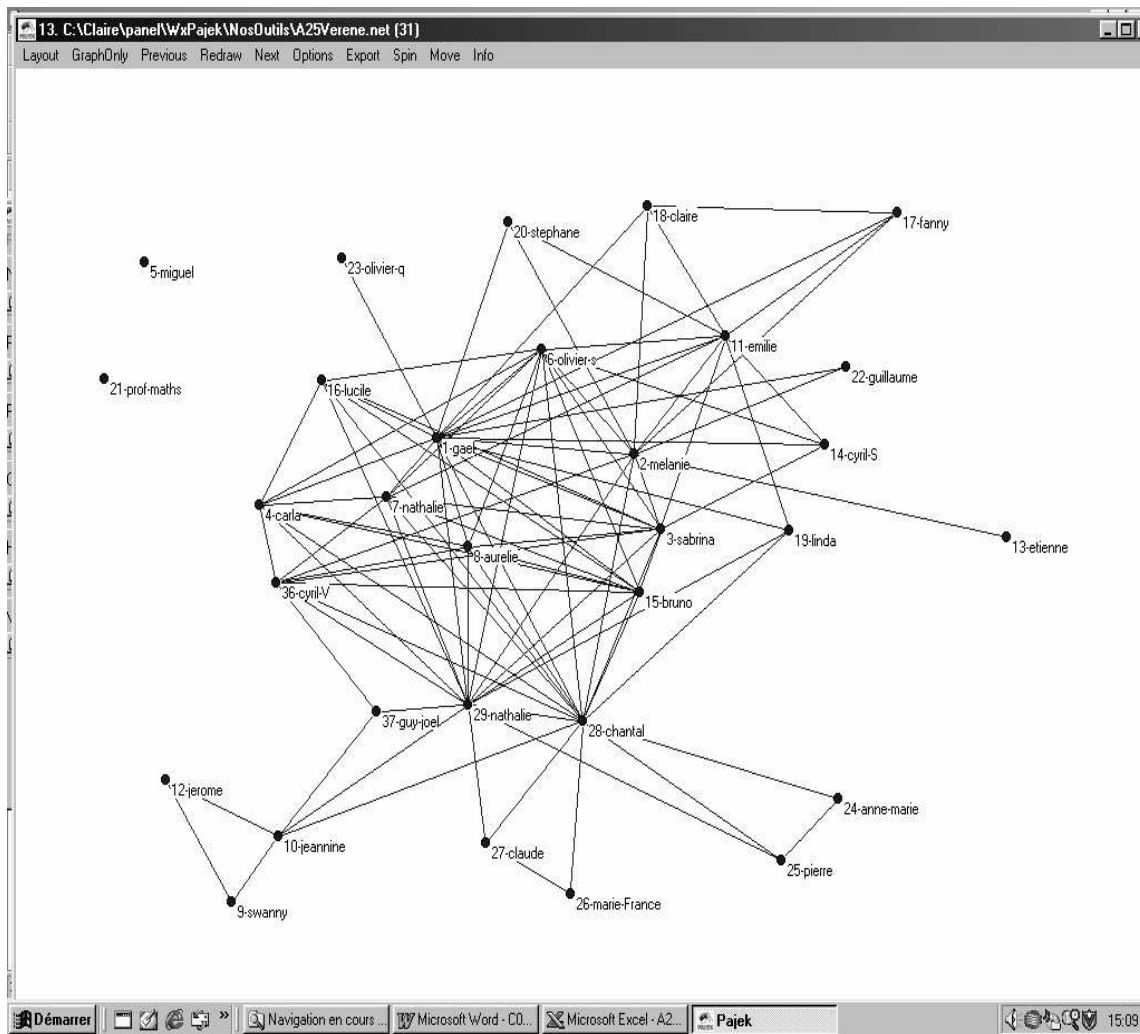 13. C:\Claire\panel\WxPajek\NosOutils\A25Verene.net (31)
Layout GraphOnly Previous Redraw Next Options Export Spin Move Info
18-claire
17-fanny
20-stephane
5-miguel
23-olivier-q
11-emilie
6-olivier-s
22-guillaume
21-prof-maths
16-lucile
1-gael
14-cyril-S
2-melanie
7-nathalie
4-carla
3-sabrina
19-linda
13-etienne
8-aurelie
36-cyril-V
15-bruno
29-nathalie
37-guy-joel
28-chantal
12-jerome
24-anne-marie
10-jeannine
27-claude
25-pierre
26-marie-France
9-swanny
Démarrer » Navigation en cours ... Microsoft Word - C0... Microsoft Excel - A2... Pajek 15:09